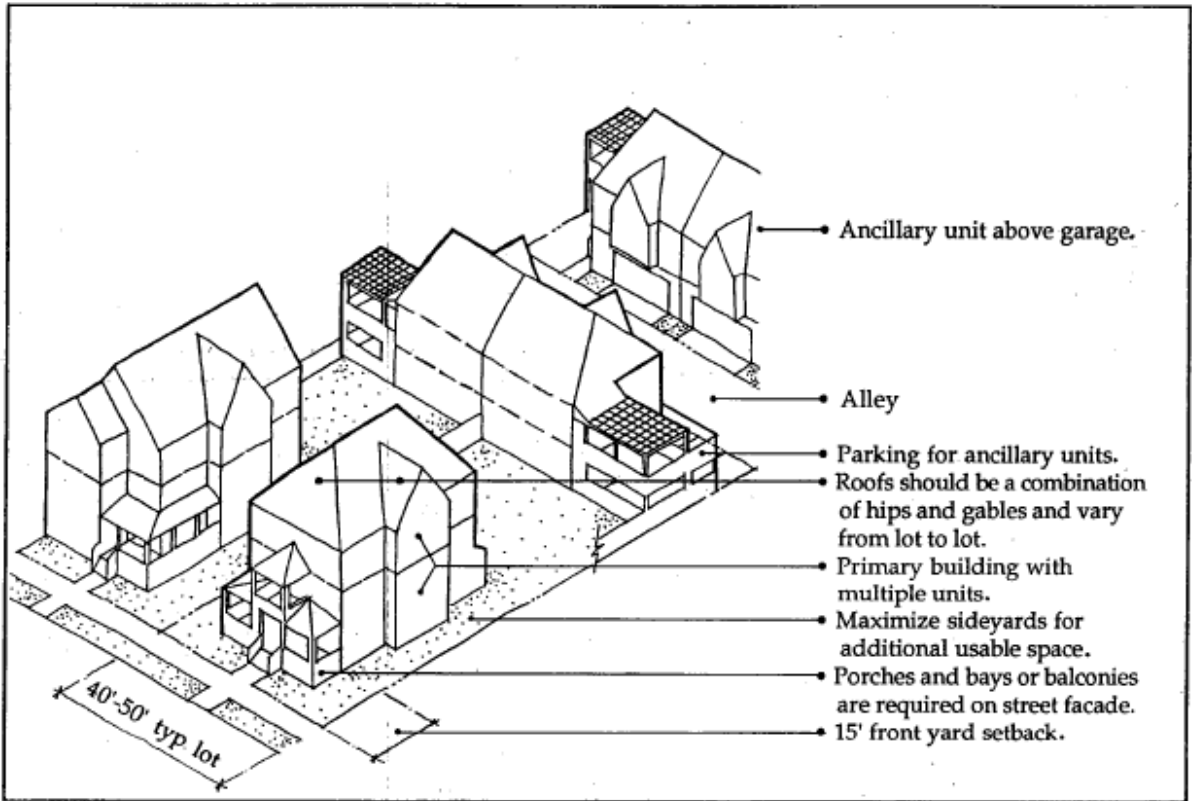 Ancillary unit above garage.
Alley
Parking for ancillary units.
Roofs should be a combination
of hips and gables and vary
from lot to lot.
Primary building with
multiple units.
Maximize sideyards for
additional usable space.
Porches and bays or balconies
are required on street facade.
15' front yard setback.
40'-50' typ. lot